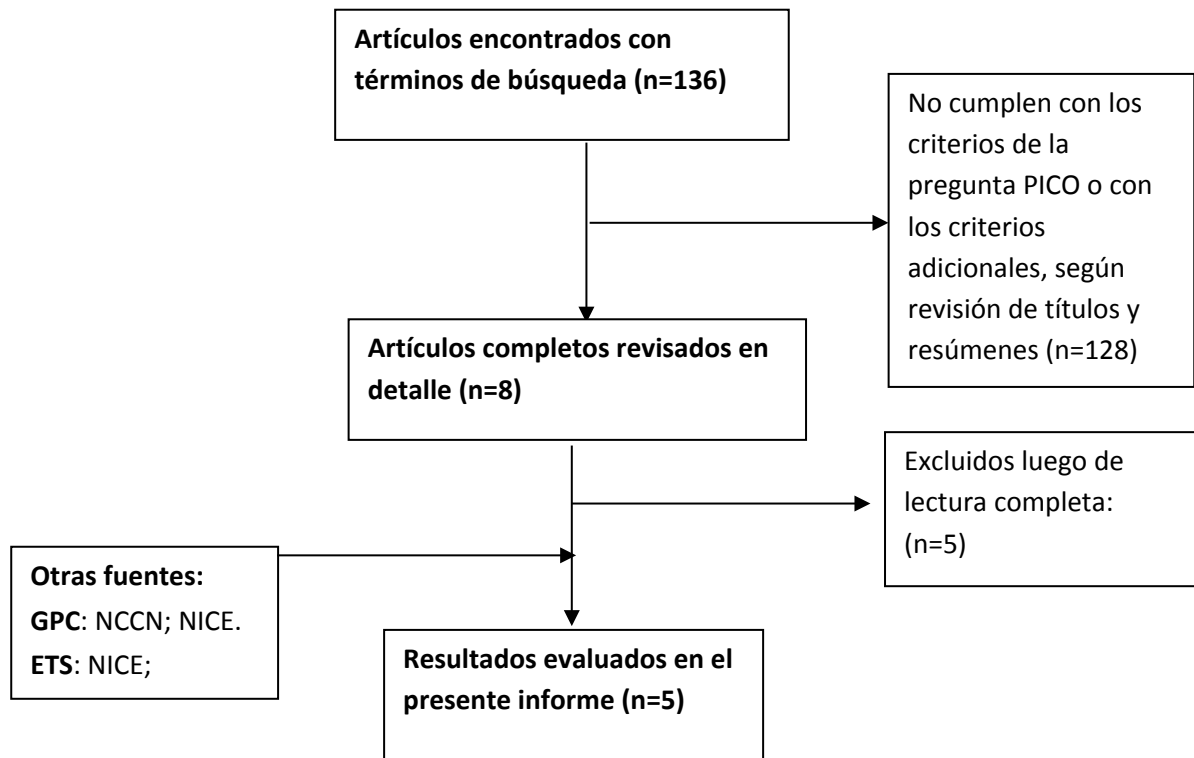 Artículos encontrados con
términos de búsqueda (n=136)
No cumplen con los
criterios de la
pregunta PICO o con
los criterios
adicionales, según
revisión de títulos y
resúmenes (n=128)
Artículos completos revisados en
detalle (n=8)
Excluidos luego de
lectura completa:
(n=5)
Otras fuentes:
GPC: NCCN; NICE.
ETS: NICE;
Resultados evaluados en el
presente informe (n=5)